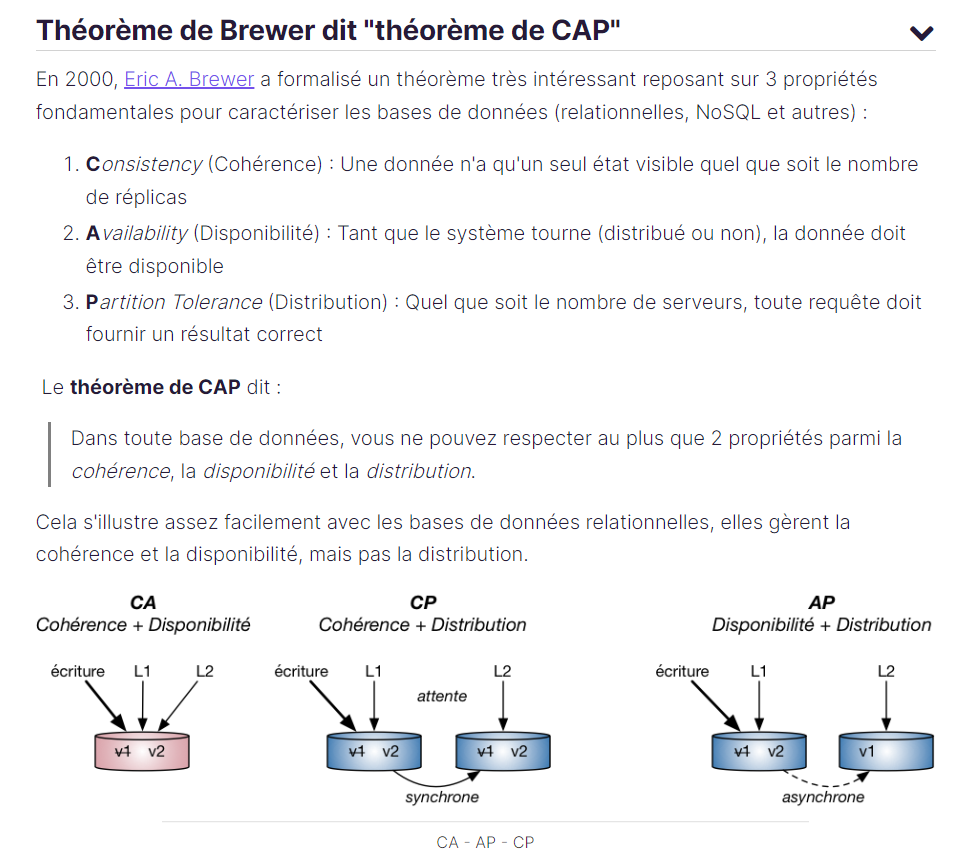 Théorème de Brewer dit "théorème de CAP"
En 2000, Eric A. Brewer a formalisé un théorème très intéressant reposant sur 3 propriétés
fondamentales pour caractériser les bases de données (relationnelles, NoSQL et autres) :
1. Consistency (Cohérence) : Une donnée n'a qu'un seul état visible quel que soit le nombre
de réplicas
2. Availability (Disponibilité) : Tant que le système tourne (distribué ou non), la donnée doit
être disponible
3. Partition Tolerance (Distribution) : Quel que soit le nombre de serveurs, toute requête doit
fournir un résultat correct
Le théorème de CAP dit :
Dans toute base de données, vous ne pouvez respecter au plus que 2 propriétés parmi la
cohérence, la disponibilité et la distribution.
Cela s'illustre assez facilement avec les bases de données relationnelles, elles gèrent la
cohérence et la disponibilité, mais pas la distribution.
CA
Cohérence + Disponibilité
écriture L1 L2
v1 v2
CP
Cohérence + Distribution
écriture L1 L2
attente
v1 v2 v1 v2
synchrone
AP
Disponibilité + Distribution
écriture L1 L2
v1 v2 v1
asynchrone
CA - AP - CP